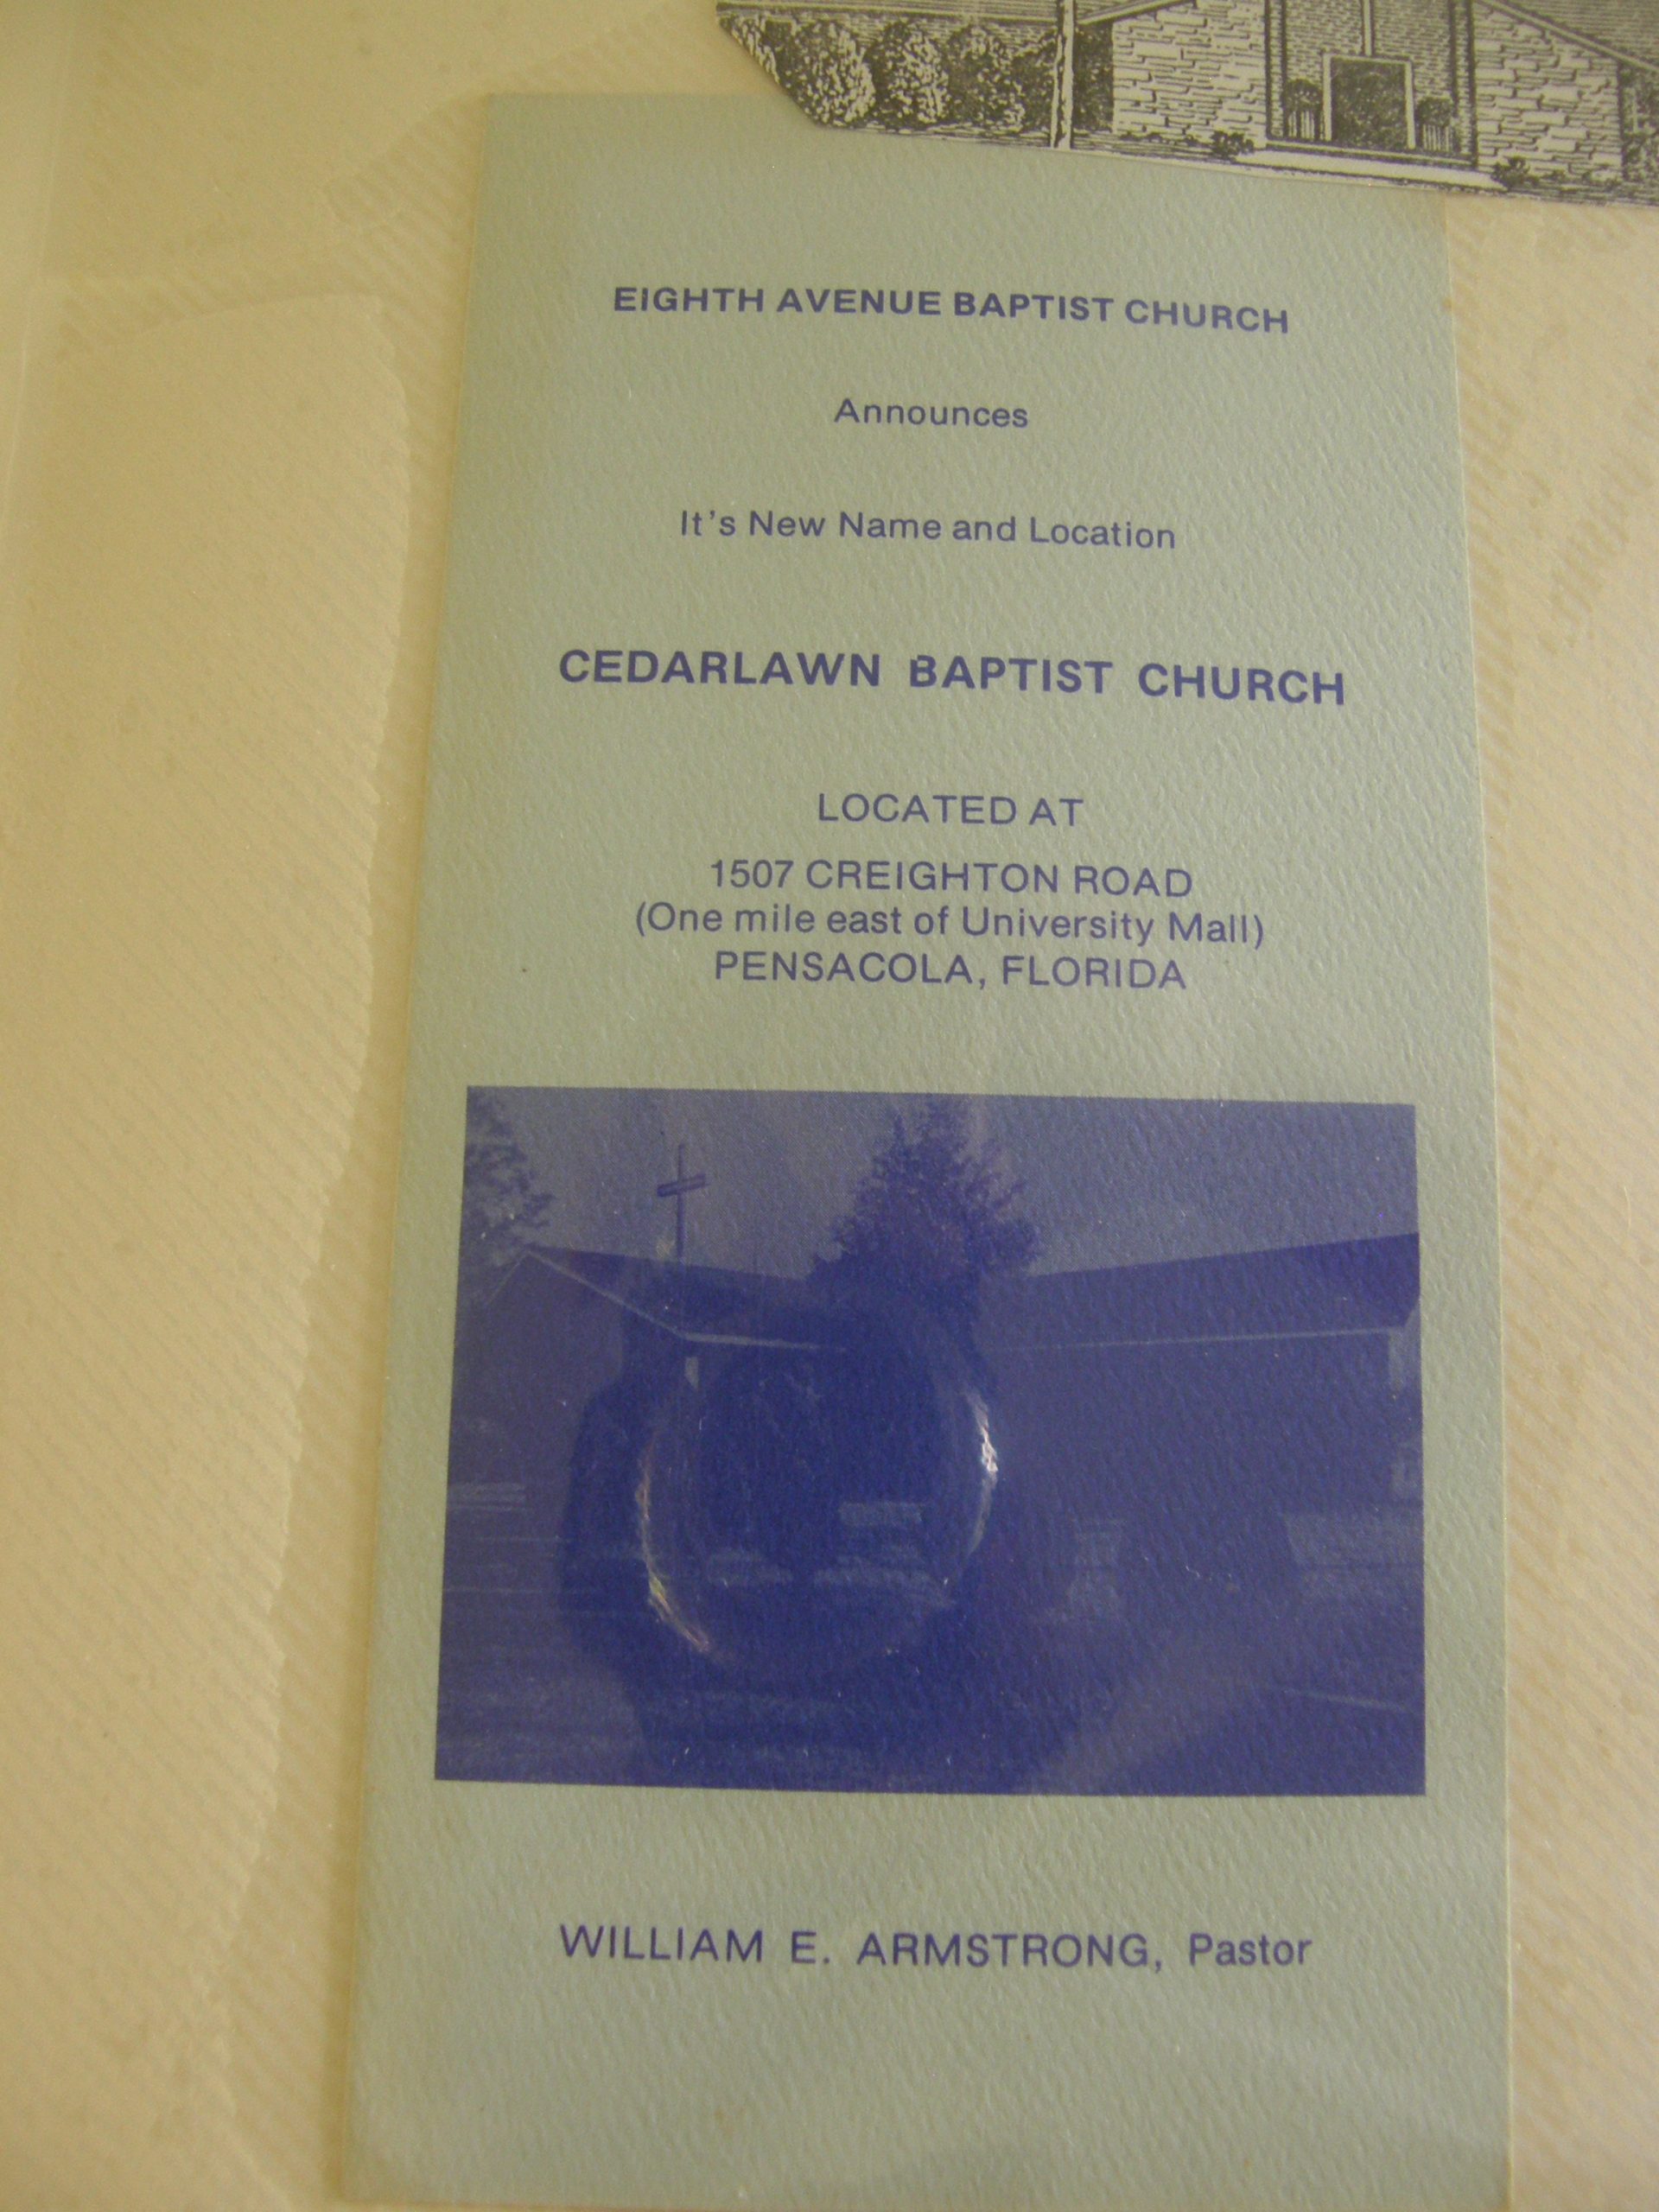 EIGHTH AVENUE BAPTIST CHURCH
Announces
It's New Name and Location
CEDARLAWN BAPTIST CHURCH
LOCATED AT
1507 CREIGHTON ROAD
(One mile east of University Mall)
PENSACOLA, FLORIDA
WILLIAM E. ARMSTRONG, Pastor